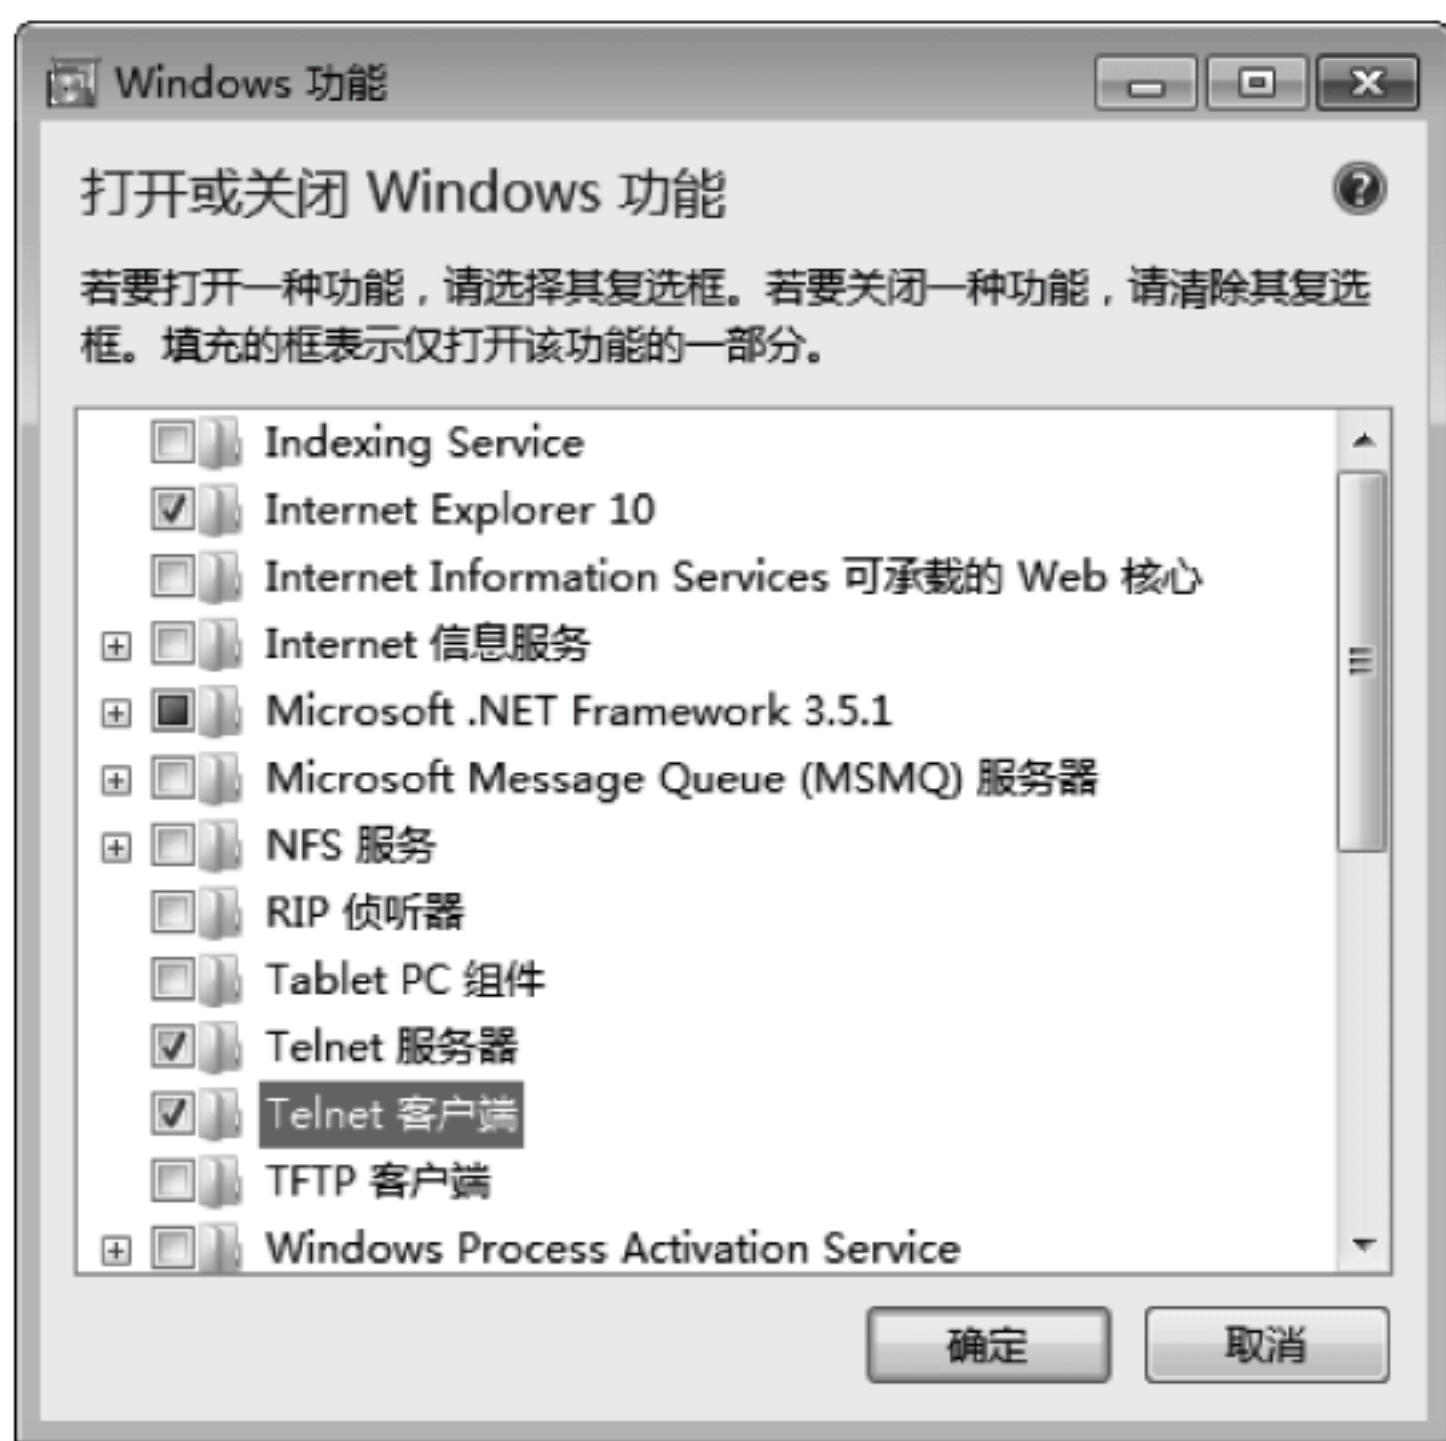 Windows 功能
打开或关闭 Windows 功能
若要打开一种功能，请选择其复选框。若要关闭一种功能，请清除其复选
框。填充的框表示仅打开该功能的一部分。
Indexing Service
Internet Explorer 10
Internet Information Services 可承载的 Web 核心
Internet 信息服务
Microsoft .NET Framework 3.5.1
Microsoft Message Queue (MSMQ) 服务器
NFS 服务
RIP 侦听器
Tablet PC 组件
Telnet 服务器
Telnet 客户端
TFTP 客户端
Windows Process Activation Service
确定 取消